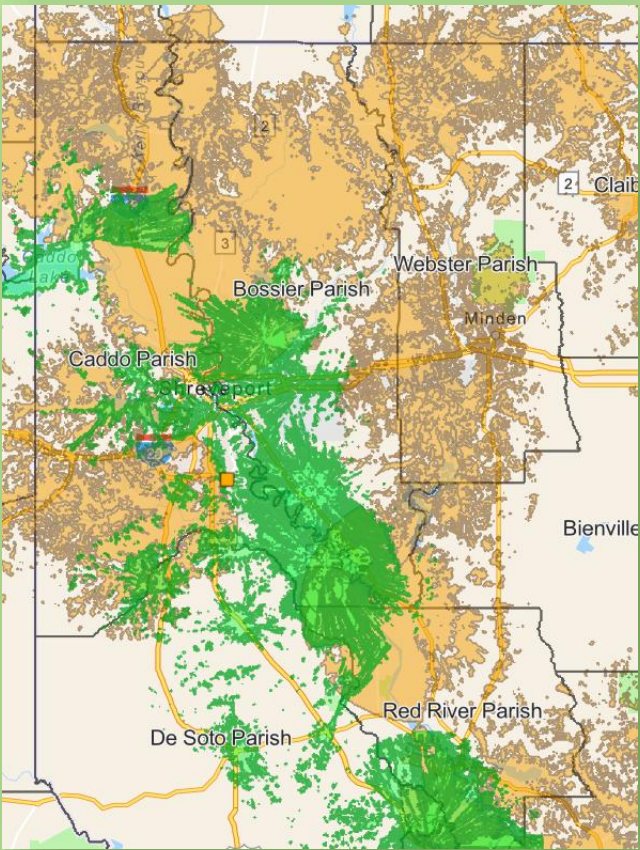 2
2
Claib
3
Webster Parish
Bossier Parish
Minden
Caddo Parish
Shreveport
Bienville
Red River Parish
De Soto Parish